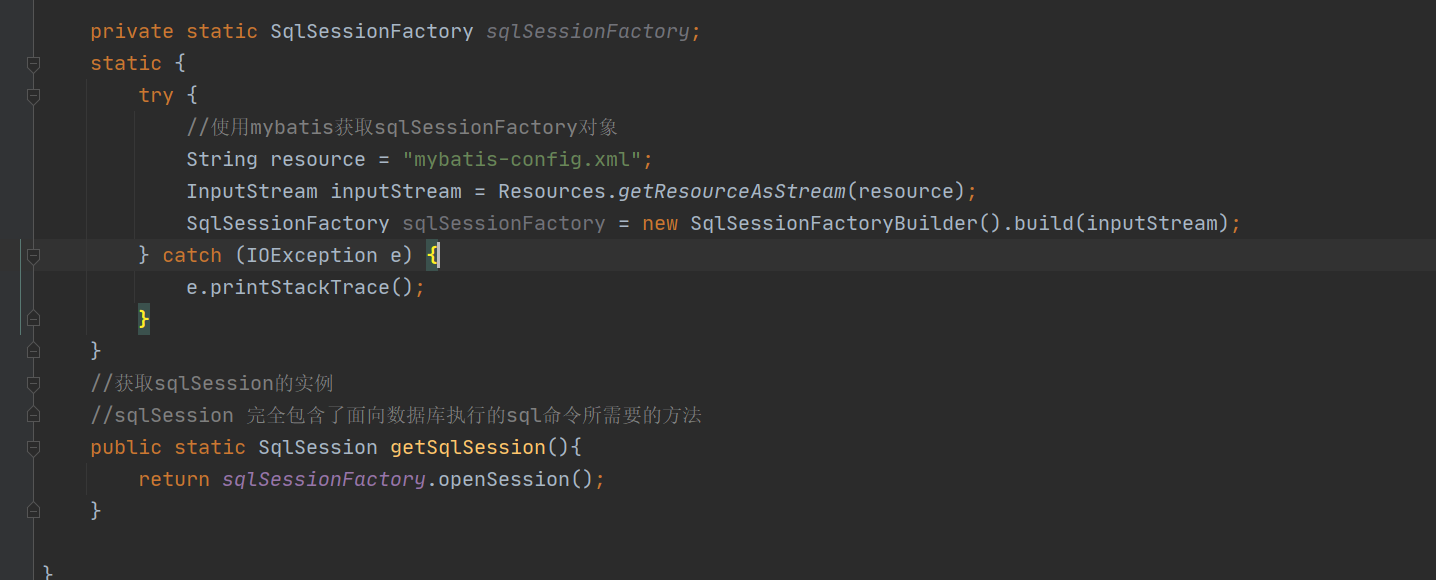 private static SqlSessionFactory sqlSessionFactory;
static {
try {
//使用mybatis获取sqlSessionFactory对象
String resource = "mybatis-config.xml";
InputStream inputStream = Resources.getResourceAsStream(resource);
SqlSessionFactory sqlSessionFactory = new SqlSessionFactoryBuilder().build(inputStream);
} catch (IOException e) {
e.printStackTrace();
}
}
//获取sqlSession的实例
//sqlSession 完全包含了面向数据库执行的sql命令所需要的方法
public static SqlSession getSqlSession(){
return sqlSessionFactory.openSession();
}
}